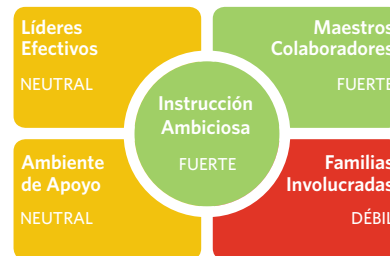 Líderes
Efectivos
NEUTRAL
Maestros
Colaboradores
FUERTE
Instrucción
Ambiciosa
FUERTE
Ambiente
de Apoyo
NEUTRAL
Familias
Involucradas
DÉBIL